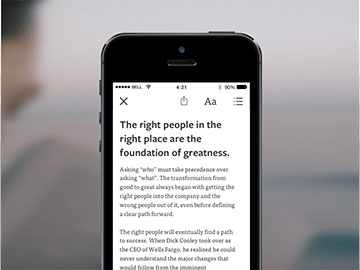 BELL 4:21 90%
Aa
The right people in the
right place are the
foundation of greatness.
Asking “who” must take precedence over
asking “what”. The transformation from
good to great always began with getting the
right people into the company and the
wrong people out of it, even before defining
a clear path forward.
The right people will eventually find a path
to success. When Dick Cooley took over as
the CEO of Wells Fargo, he realized he could
never understand the major changes that
would follow from the imminent